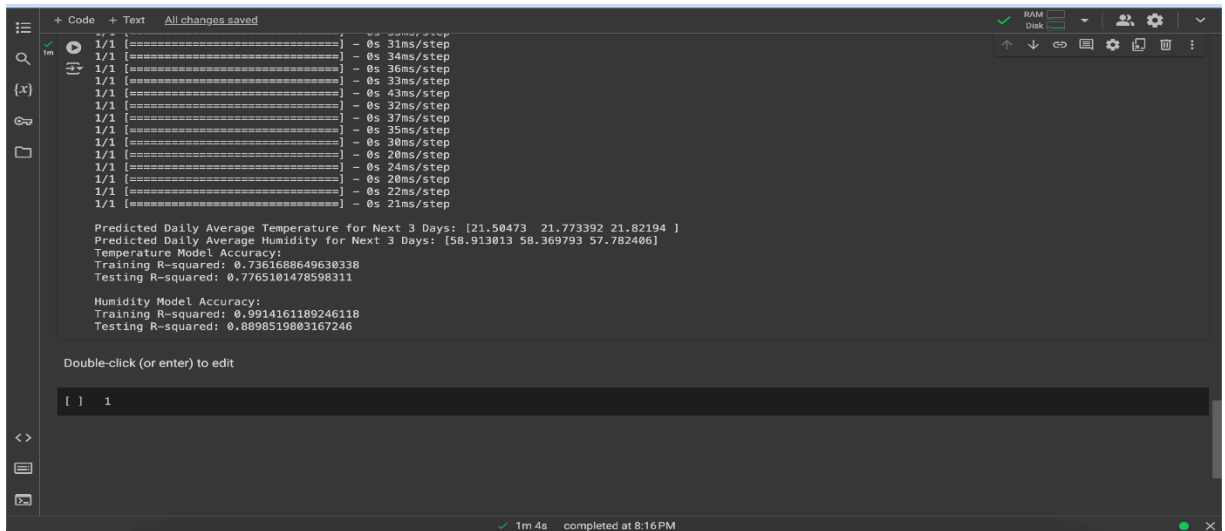 + Code + Text All changes saved
RAM
Disk
1m
{x}
1/1 [==============================] - 0s 31ms/step
1/1 [==============================] - 0s 34ms/step
1/1 [==============================] - 0s 36ms/step
1/1 [==============================] - 0s 33ms/step
1/1 [==============================] - 0s 43ms/step
1/1 [==============================] - 0s 32ms/step
1/1 [==============================] - 0s 37ms/step
1/1 [==============================] - 0s 35ms/step
1/1 [==============================] - 0s 30ms/step
1/1 [==============================] - 0s 20ms/step
1/1 [==============================] - 0s 24ms/step
1/1 [==============================] - 0s 20ms/step
1/1 [==============================] - 0s 22ms/step
1/1 [==============================] - 0s 21ms/step
Predicted Daily Average Temperature for Next 3 Days: [21.50473 21.773392 21.82194 ]
Predicted Daily Average Humidity for Next 3 Days: [58.913013 58.369793 57.782406]
Temperature Model Accuracy:
Training R-squared: 0.7361688649630338
Testing R-squared: 0.7765101478598311
Humidity Model Accuracy:
Training R-squared: 0.9914161189246118
Testing R-squared: 0.8898519803167246
Double-click (or enter) to edit
[ ] 1
<>
1m 4s completed at 8:16 PM